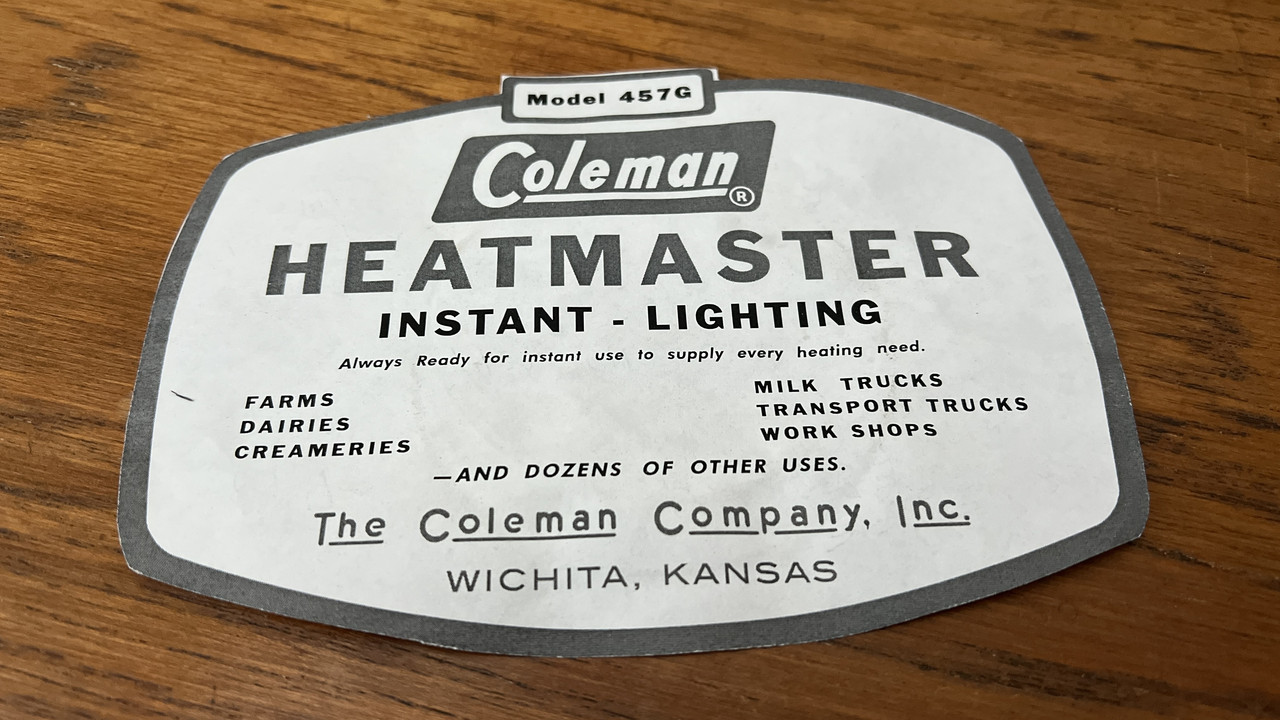 Model 457G
Coleman®
HEATMASTER
INSTANT - LIGHTING
Always Ready for instant use to supply every heating need.
FARMS
DAIRIES
CREAMERIES
MILK TRUCKS
TRANSPORT TRUCKS
WORK SHOPS
—AND DOZENS OF OTHER USES.
The Coleman Company, Inc.
WICHITA, KANSAS